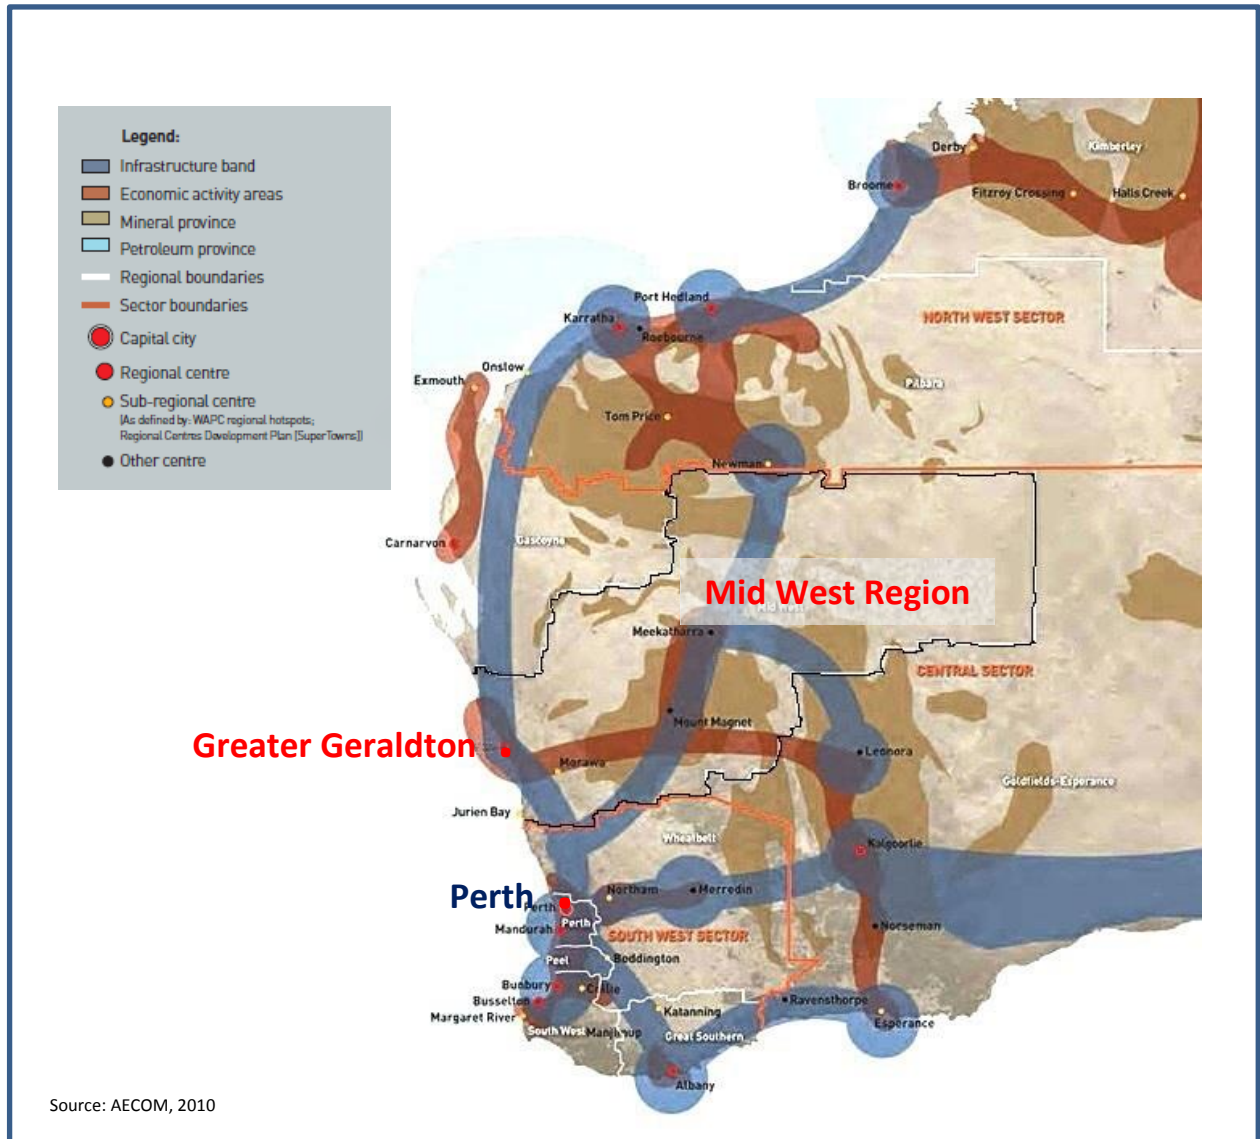 Legend:
Infrastructure band
Economic activity areas
Mineral province
Petroleum province
Regional boundaries
Sector boundaries
Capital city
Regional centre
Sub-regional centre
(As defined by: WAPC regional hotspots;
Regional Centres Development Plan [SuperTowns])
Other centre
Derby
Kimberley
Broome
Fitzroy Crossing
Halls Creek
Port Hedland
Karratha
Roebourne
NORTH WEST SECTOR
Onslow
Exmouth
Pilbara
Tom Price
Newman
Carnarvon
Gascoyne
Mid West Region
Mid West
Meekatharra
CENTRAL SECTOR
Mount Magnet
Greater Geraldton
Morawa
Leonora
Goldfields-Esperance
Jurien Bay
Wheatbelt
Kalgoorlie
Perth
Northam
Merredin
Perth
Perth
Mandurah
SOUTH WEST SECTOR
Norseman
Peel
Boddington
Bunbury
Collie
Busselton
Ravensthorpe
Margaret River
Katanning
Esperance
South West
Manjimup
Great Southern
Albany
Source: AECOM, 2010